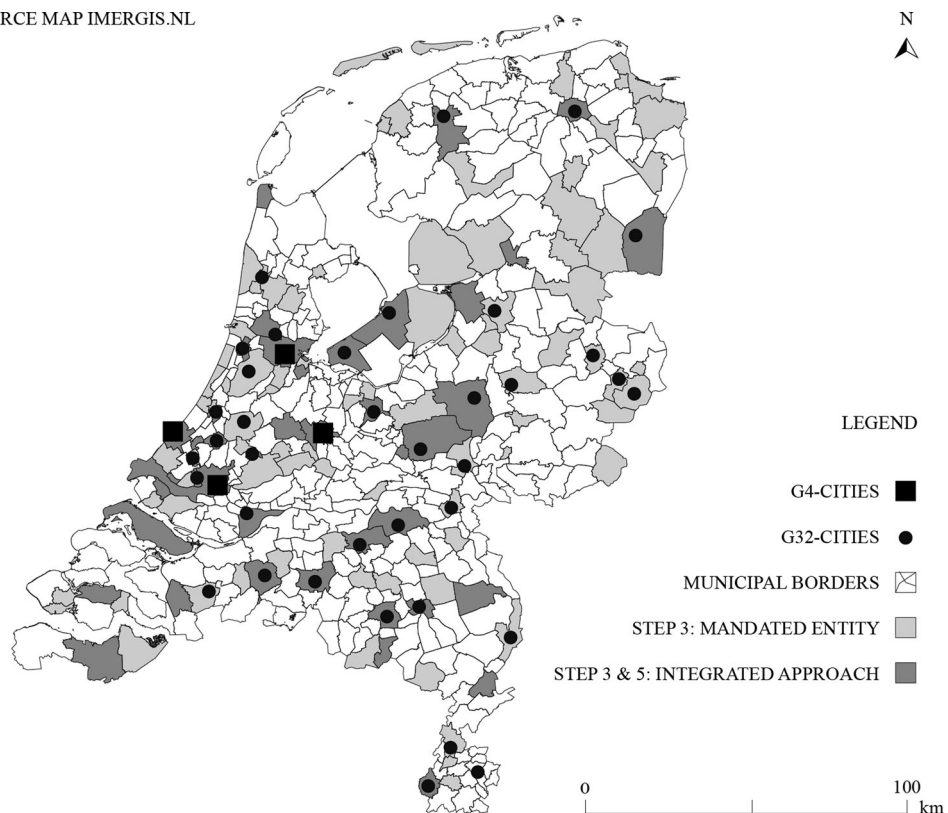 RCE MAP IMERGIS.NL
N
LEGEND
G4-CITIES
G32-CITIES
MUNICIPAL BORDERS
STEP 3: MANDATED ENTITY
STEP 3 & 5: INTEGRATED APPROACH
0 100
km